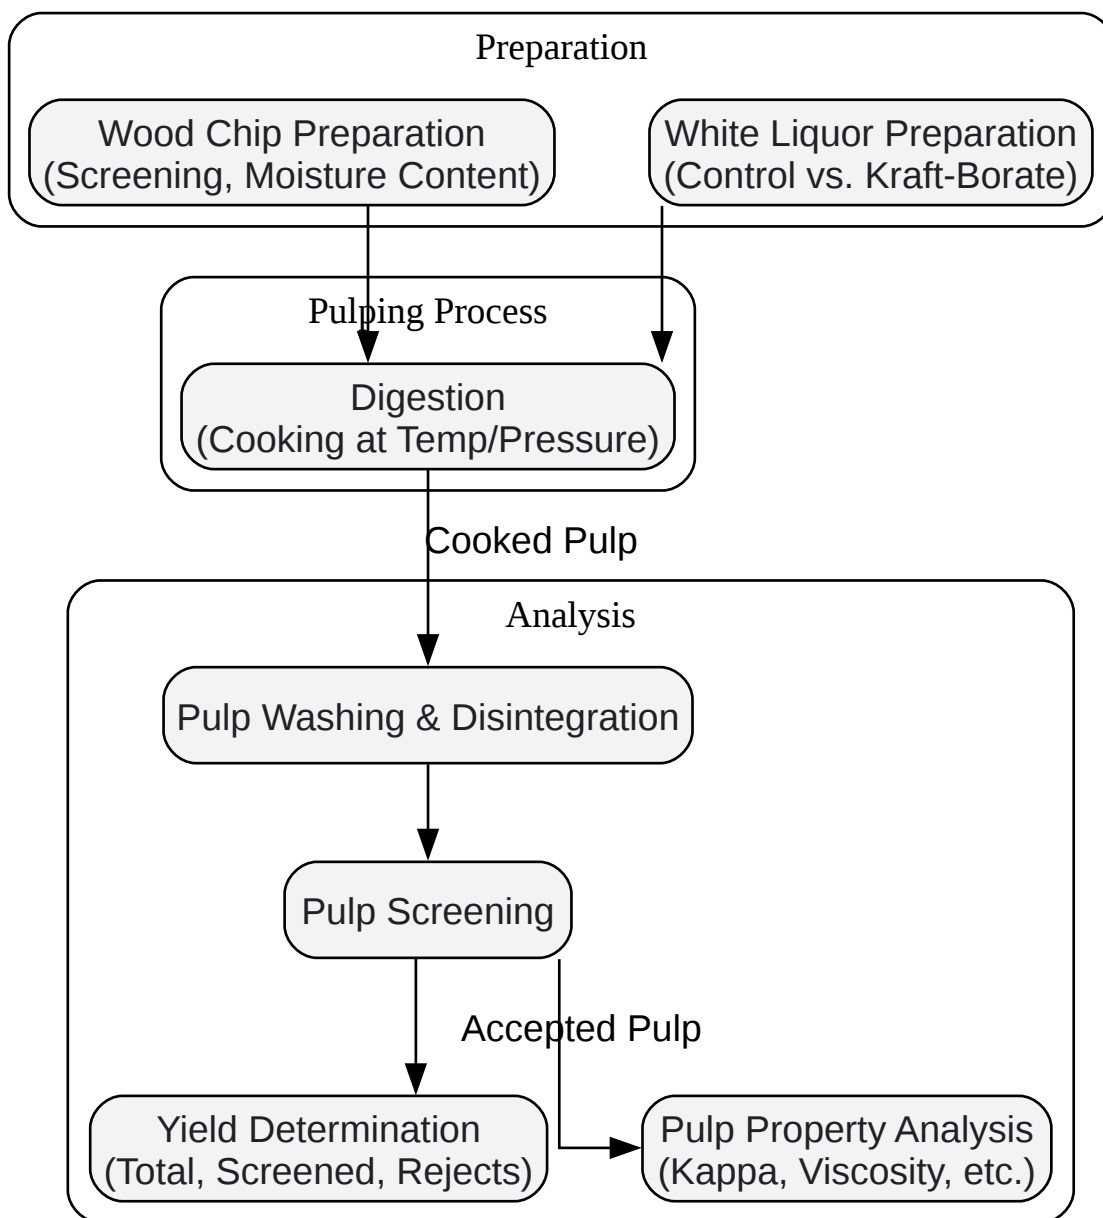 Preparation
Wood Chip Preparation
(Screening, Moisture Content)
White Liquor Preparation
(Control vs. Kraft-Borate)
Pulping Process
Digestion
(Cooking at Temp/Pressure)
Cooked Pulp
Analysis
Pulp Washing & Disintegration
Pulp Screening
Accepted Pulp
Yield Determination
(Total, Screened, Rejects)
Pulp Property Analysis
(Kappa, Viscosity, etc.)